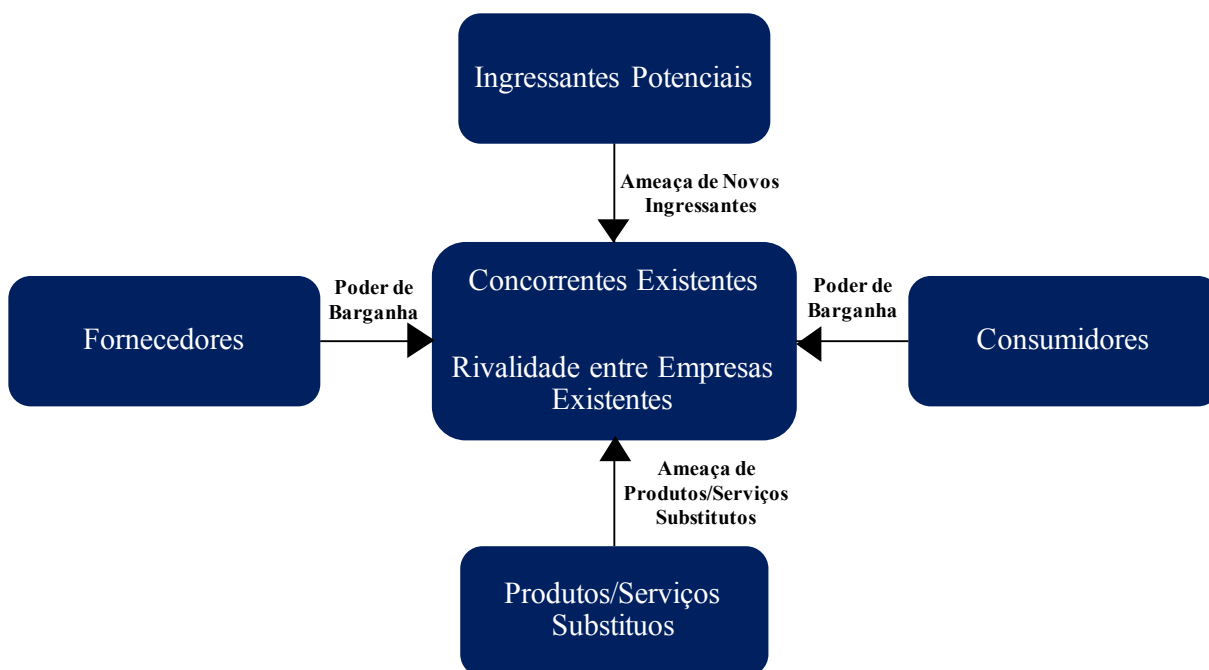 Ingressantes Potenciais
Ameaça de Novos
Ingressantes
Poder de
Barganha
Fornecedores
Concorrentes Existentes
Rivalidade entre Empresas
Existentes
Poder de
Barganha
Consumidores
Ameaça de
Produtos/Serviços
Substitutos
Produtos/Serviços
Substituos